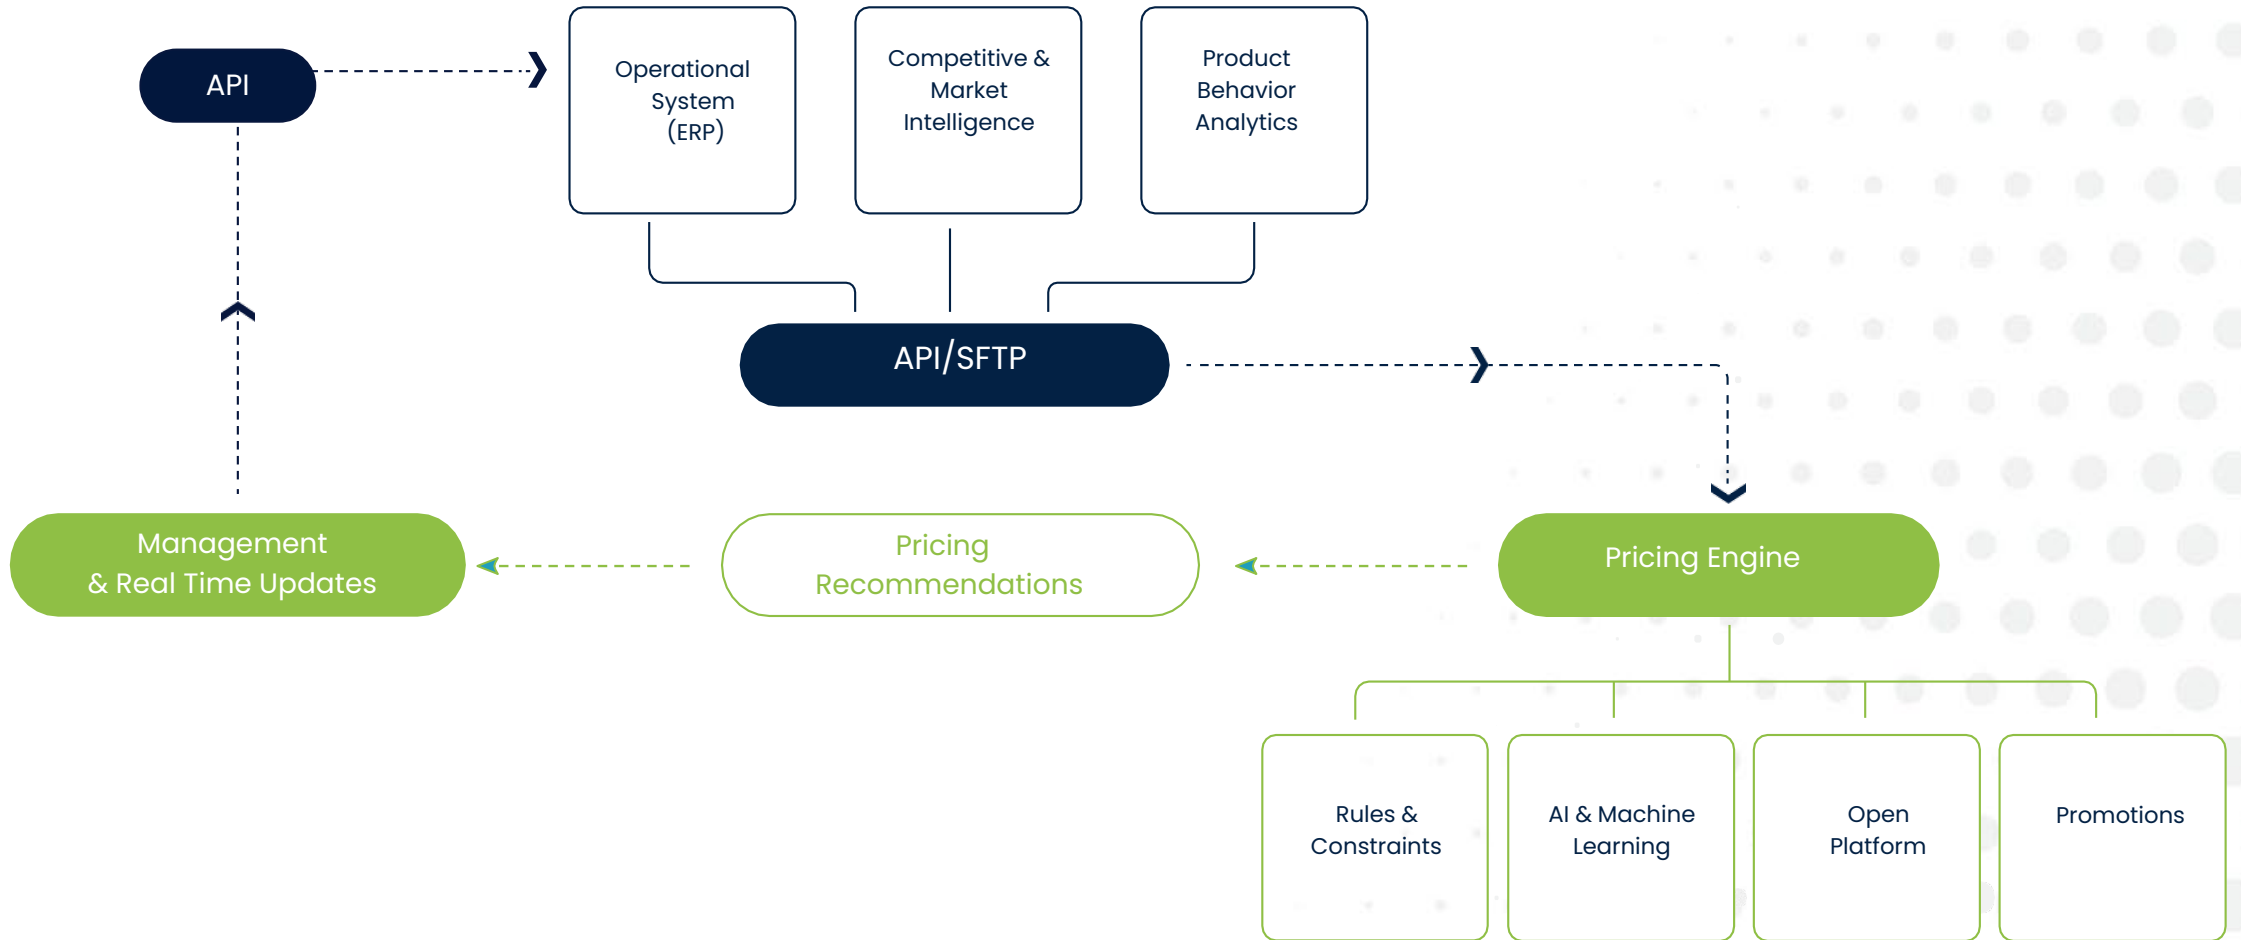 API
Operational
System
(ERP)
Competitive &
Market
Intelligence
Product
Behavior
Analytics
API/SFTP
Management
& Real Time Updates
Pricing
Recommendations
Pricing Engine
Rules &
Constraints
AI & Machine
Learning
Open
Platform
Promotions